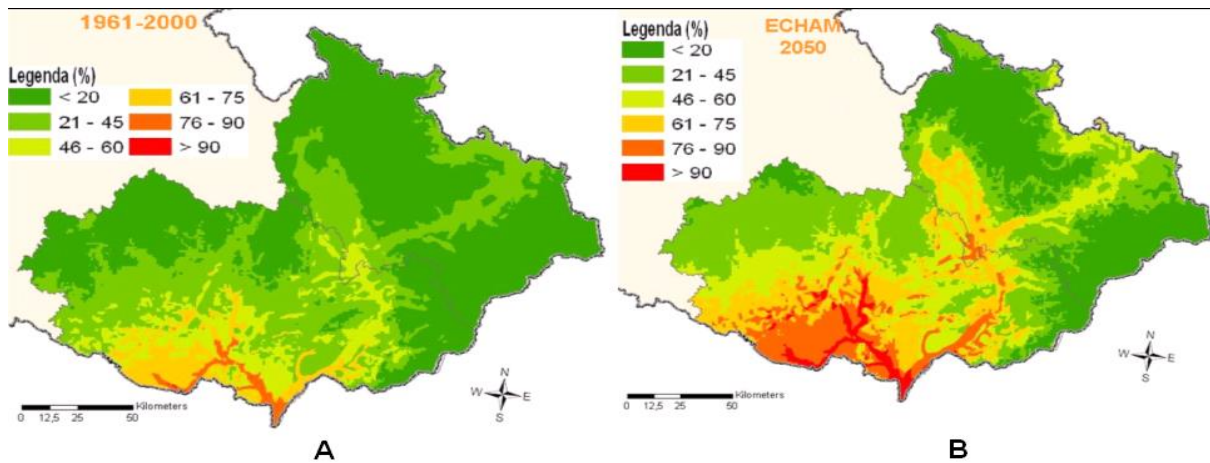 1961-2000
Legenda (%)
< 20
61 - 75
21 - 45
76 - 90
46 - 60
> 90
N
W E
S
Kilometers
0 12,5 25 50
A
ECHAM
2050
Legenda (%)
< 20
21 - 45
46 - 60
61 - 75
76 - 90
> 90
N
W E
S
Kilometers
0 12,5 25 50
B